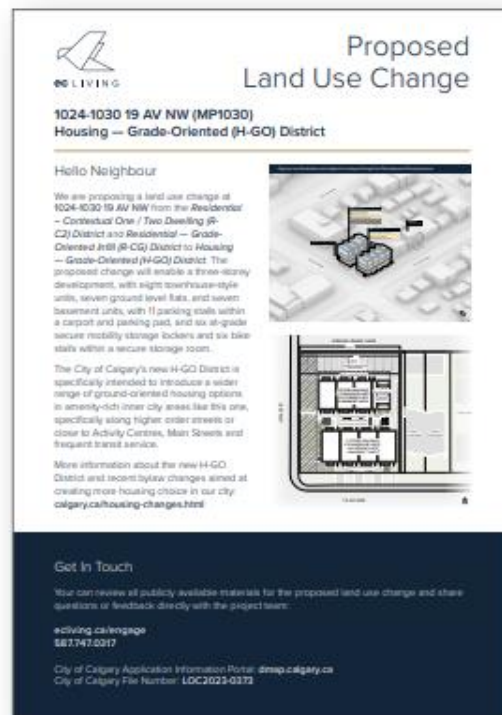 ecLIVING
Proposed
Land Use Change
1024-1030 19 AV NW (MP1030)
Housing — Grade-Oriented (H-GO) District
Hello Neighbour
We are proposing a land use change at
1024-1030 19 AV NW from the Residential
– Contextual One / Two Dwelling (R-
C2) District and Residential — Grade-
Oriented Infill (R-CG) District to Housing
— Grade-Oriented (H-GO) District. The
proposed change will enable a three-storey
development, with eight townhouse-style
units, seven ground level flats, and seven
basement units, with 11 parking stalls within
a carport and parking pad, and six at-grade
secure mobility storage lockers and six bike
stalls within a secure storage room.
The City of Calgary's new H-GO District is
specifically intended to introduce a wider
range of ground-oriented housing options
in amenity-rich inner city areas like this one,
specifically along higher order streets or
close to Activity Centres, Main Streets and
frequent transit service.
More information about the new H-GO
District and recent bylaw changes aimed at
creating more housing choice in our city:
calgary.ca/housing-changes.html
Get In Touch
Your can review all publicly available materials for the proposed land use change and share
questions or feedback directly with the project team:
ecliving.ca/engage
587.747.0317
City of Calgary Application Information Portal: dmap.calgary.ca
City of Calgary File Number: LOC2023-0373